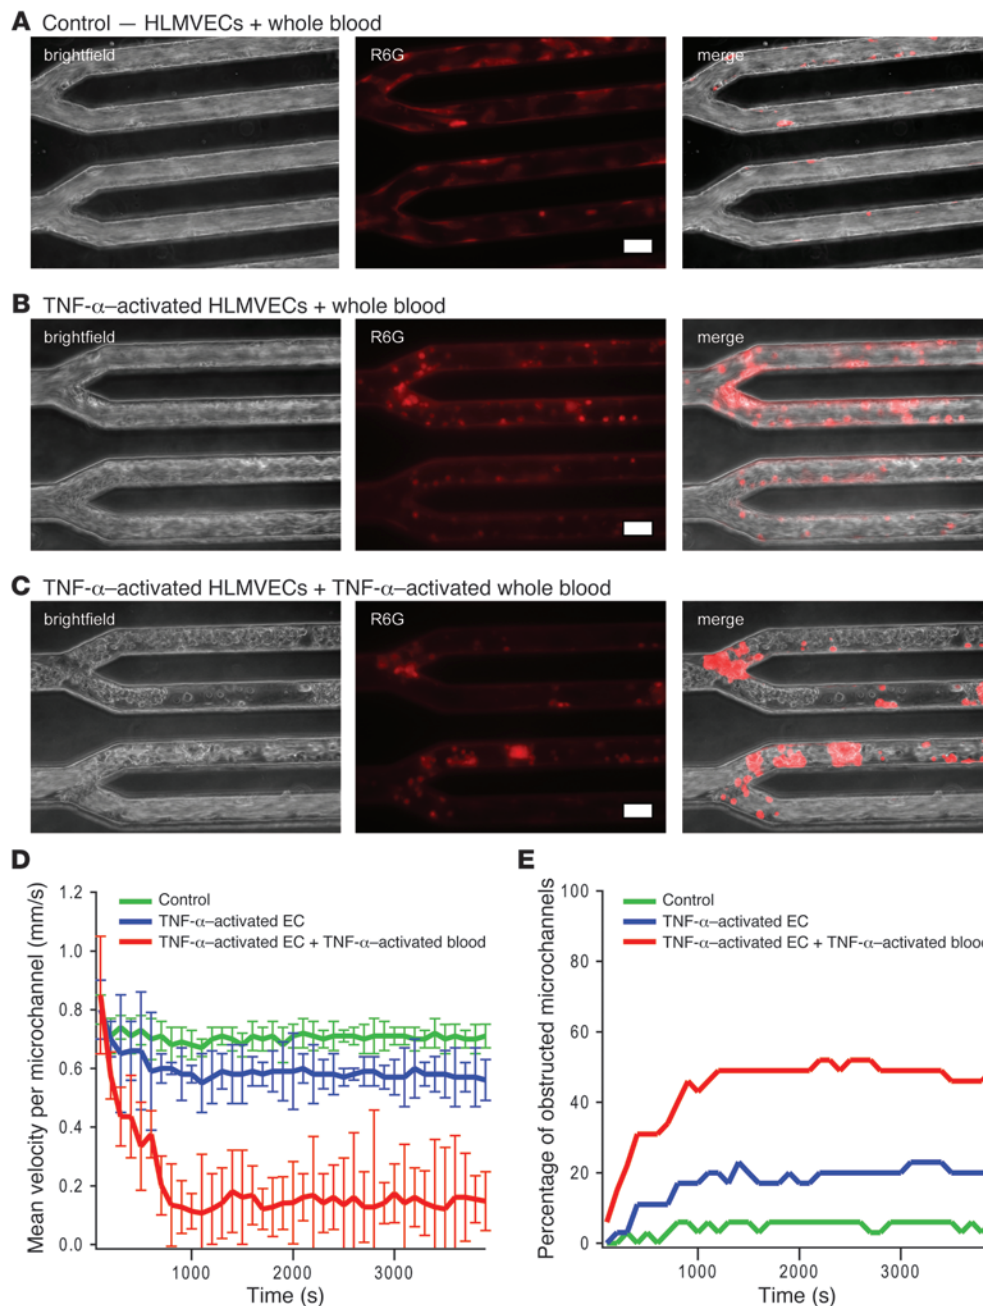 A Control — HLMVECs + whole blood
brightfield R6G merge
B TNF-α–activated HLMVECs + whole blood
brightfield R6G merge
C TNF-α–activated HLMVECs + TNF-α–activated whole blood
brightfield R6G merge
D
Mean velocity per microchannel (mm/s)
1.2
1.0
0.8
0.6
0.4
0.2
0.0
Control
TNF-α–activated EC
TNF-α–activated EC + TNF-α–activated blood
1000 2000 3000
Time (s)
E
Percentage of obstructed microchannels
100
80
60
40
20
0
Control
TNF-α–activated EC
TNF-α–activated EC + TNF-α–activated blood
1000 2000 3000
Time (s)